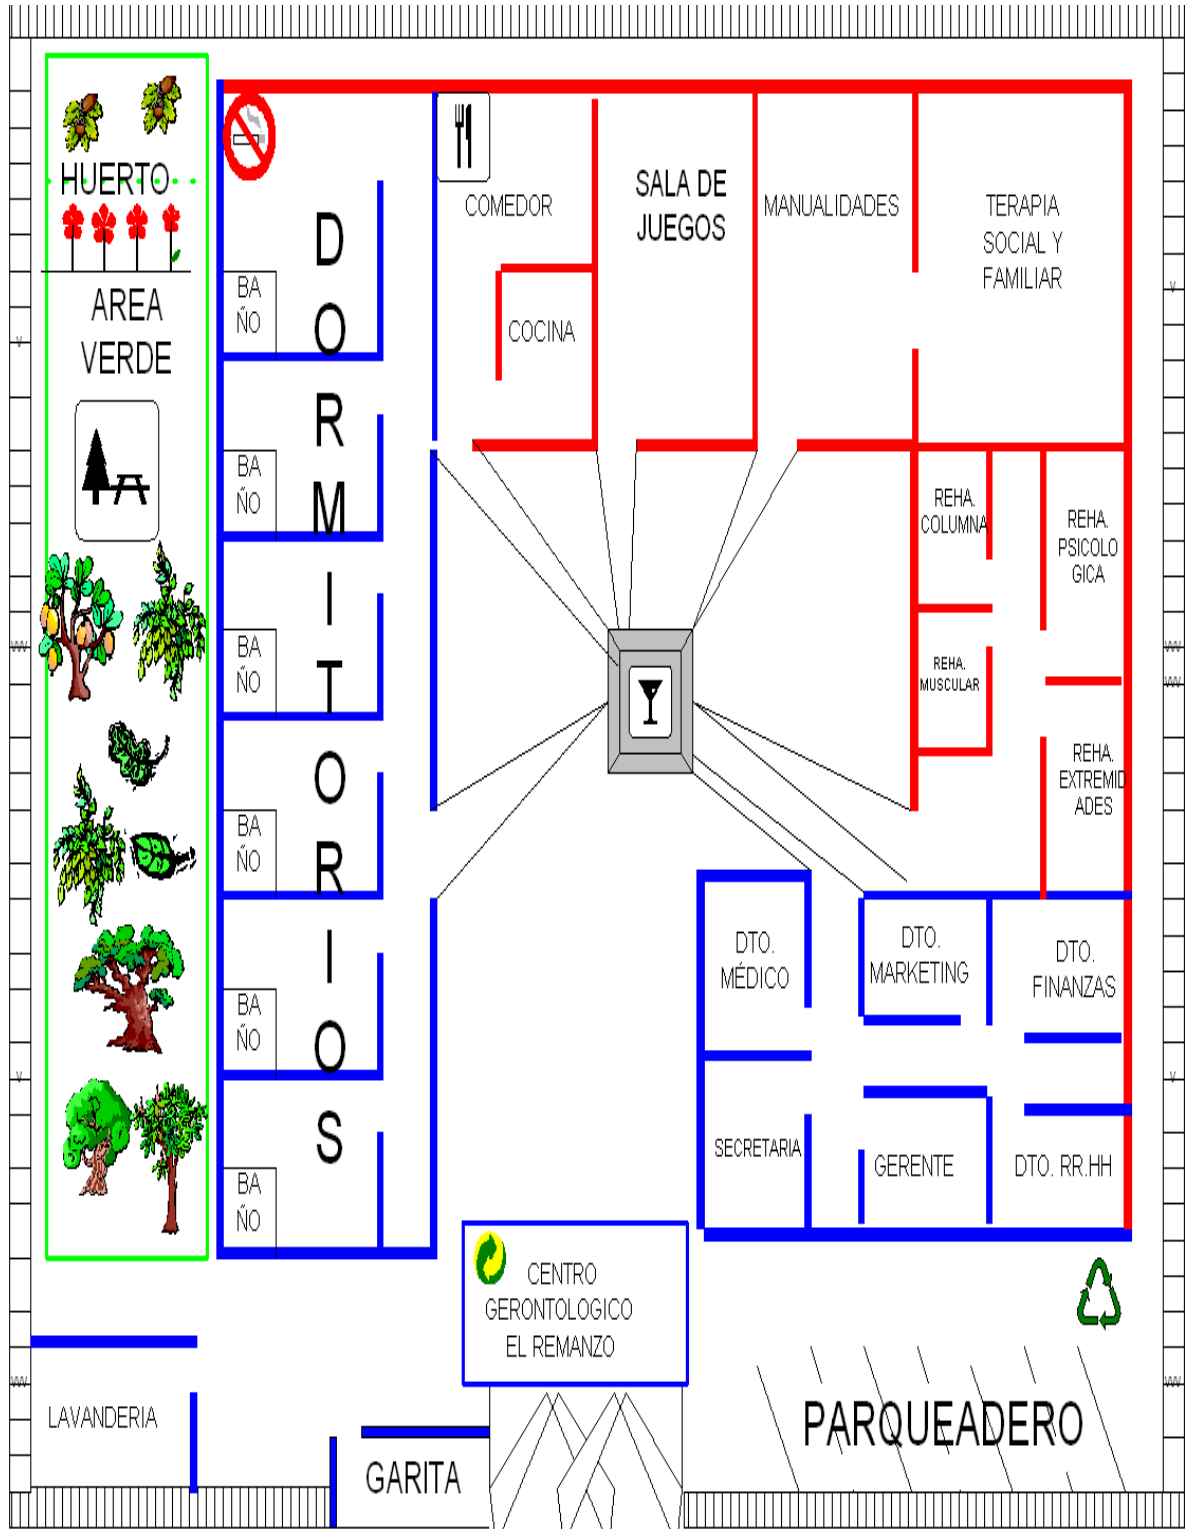 HUERTO
AREA
VERDE
DORMITORIOS
BA
ÑO
BA
ÑO
BA
ÑO
BA
ÑO
BA
ÑO
BA
ÑO
COMEDOR
COCINA
SALA DE
JUEGOS
MANUALIDADES
TERAPIA
SOCIAL Y
FAMILIAR
REHA.
COLUMNA
REHA.
PSICOLO
GICA
REHA.
MUSCULAR
REHA.
EXTREMID
ADES
DTO.
MÉDICO
DTO.
MARKETING
DTO.
FINANZAS
SECRETARIA
GERENTE
DTO. RR.HH
CENTRO
GERONTOLOGICO
EL REMANZO
LAVANDERIA
GARITA
PARQUEADERO